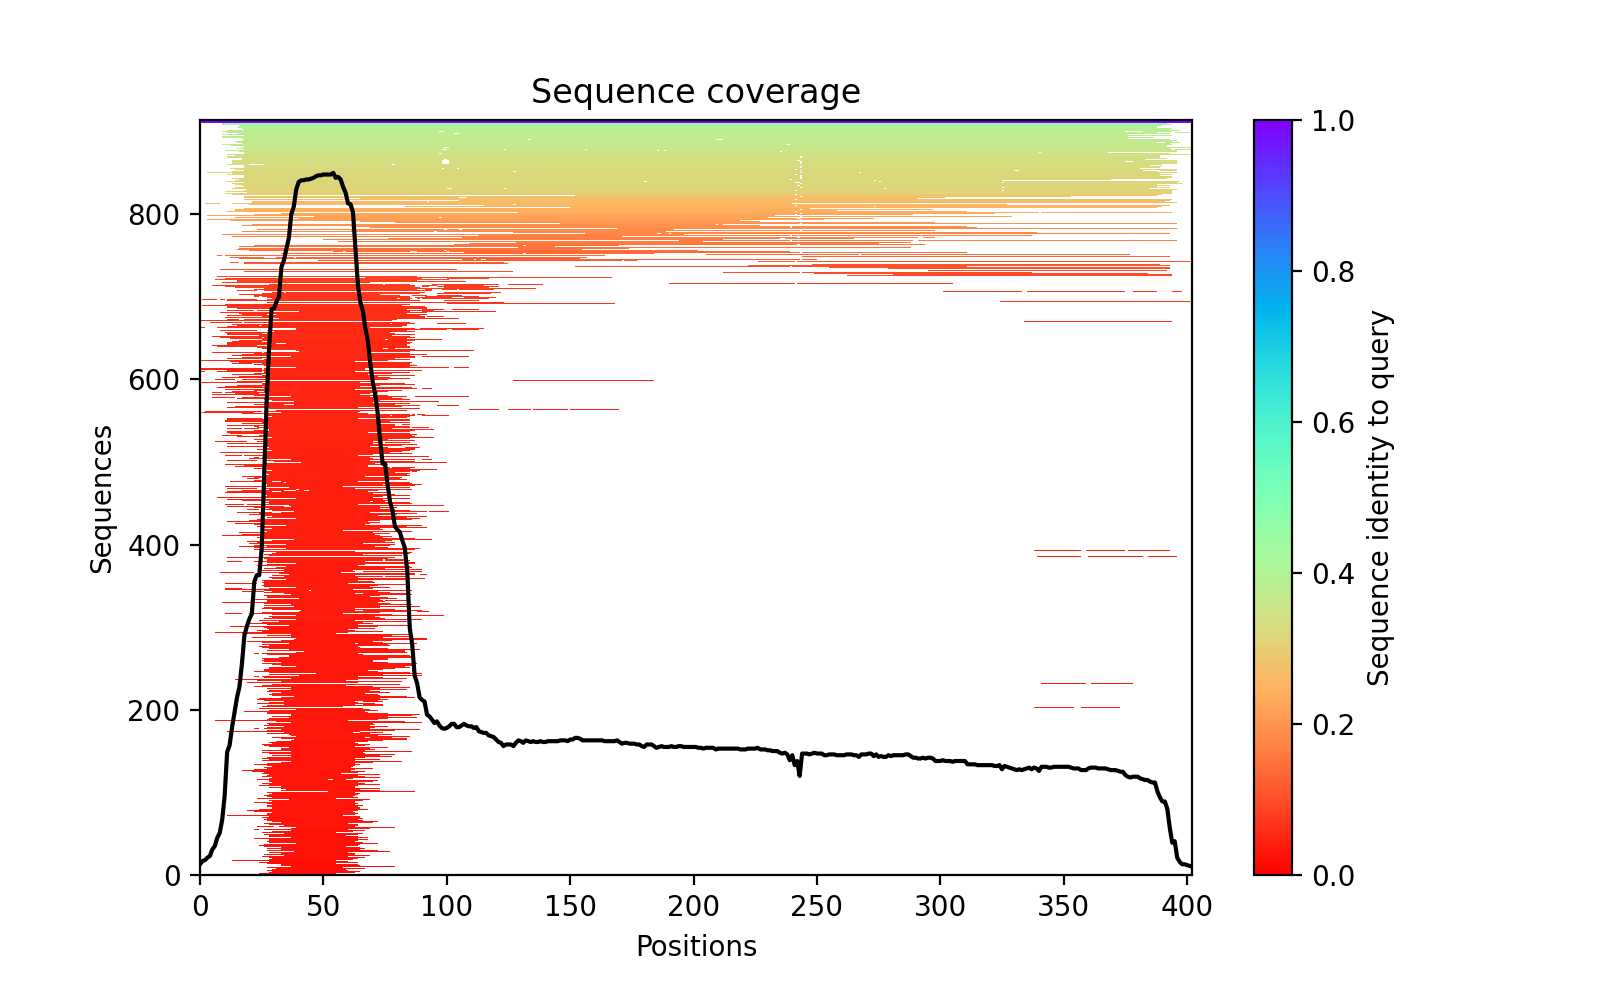 Sequence coverage
Sequences
800
600
400
200
0
0 50 100 150 200 250 300 350 400
Positions
1.0
0.8
0.6
0.4
0.2
0.0
Sequence identity to query